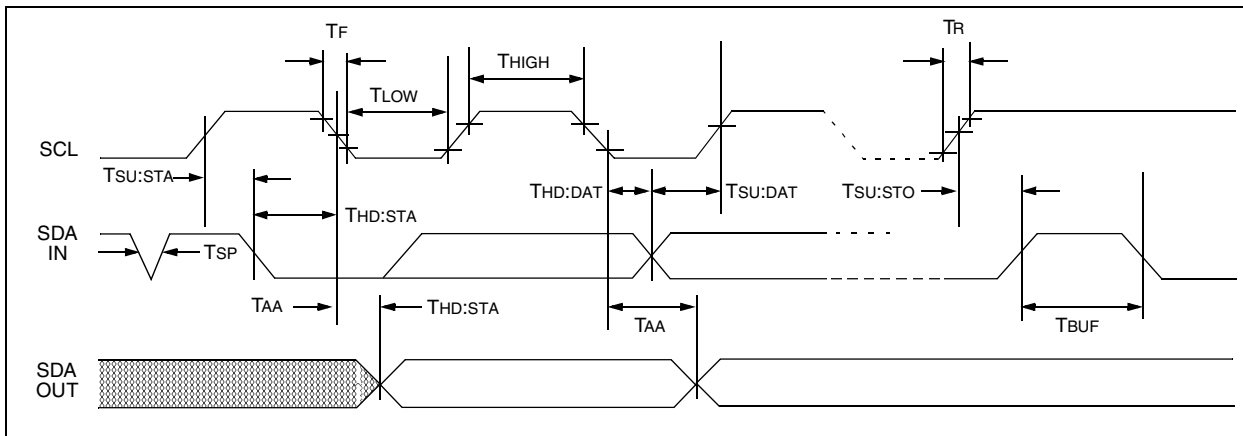 TF
TR
THIGH
TLOW
SCL
TSU:STA
THD:DAT
TSU:DAT
TSU:STO
THD:STA
SDA
IN
TSP
TAA
THD:STA
TAA
TBUF
SDA
OUT